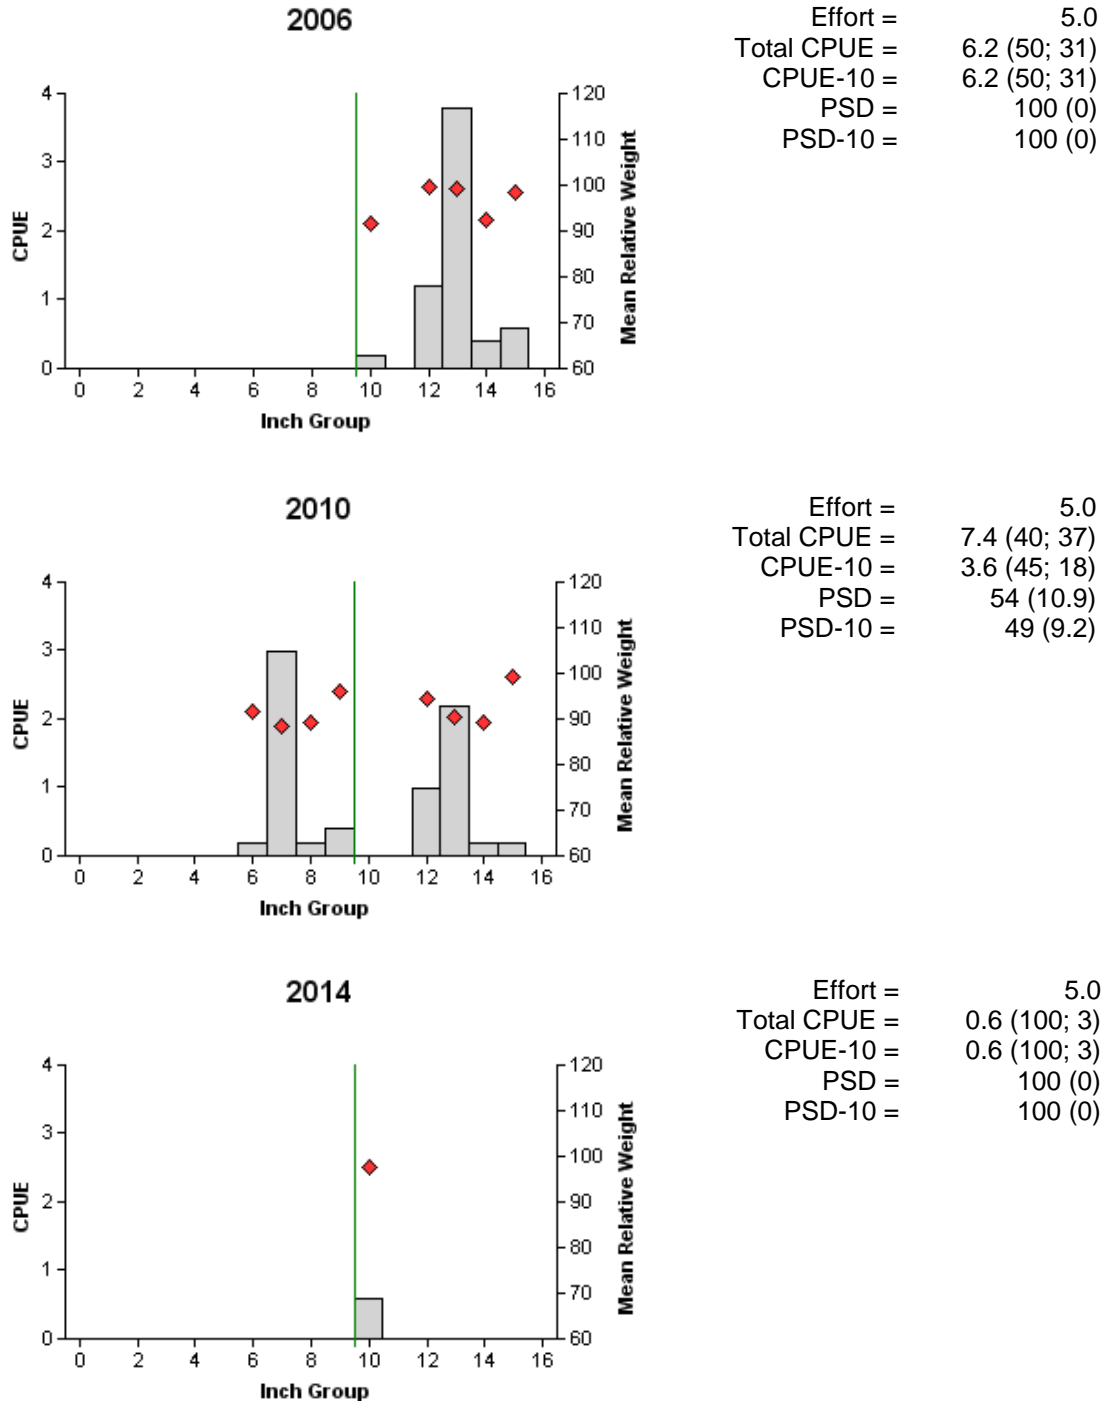 2006
Effort = 5.0
Total CPUE = 6.2 (50; 31)
CPUE-10 = 6.2 (50; 31)
PSD = 100 (0)
PSD-10 = 100 (0)
4 120
110
3 100
2 90
80
1 70
0 60
CPUE
Mean Relative Weight
0 2 4 6 8 10 12 14 16
Inch Group
2010
Effort = 5.0
Total CPUE = 7.4 (40; 37)
CPUE-10 = 3.6 (45; 18)
PSD = 54 (10.9)
PSD-10 = 49 (9.2)
4 120
110
3 100
2 90
80
1 70
0 60
CPUE
Mean Relative Weight
0 2 4 6 8 10 12 14 16
Inch Group
2014
Effort = 5.0
Total CPUE = 0.6 (100; 3)
CPUE-10 = 0.6 (100; 3)
PSD = 100 (0)
PSD-10 = 100 (0)
4 120
110
3 100
2 90
80
1 70
0 60
CPUE
Mean Relative Weight
0 2 4 6 8 10 12 14 16
Inch Group